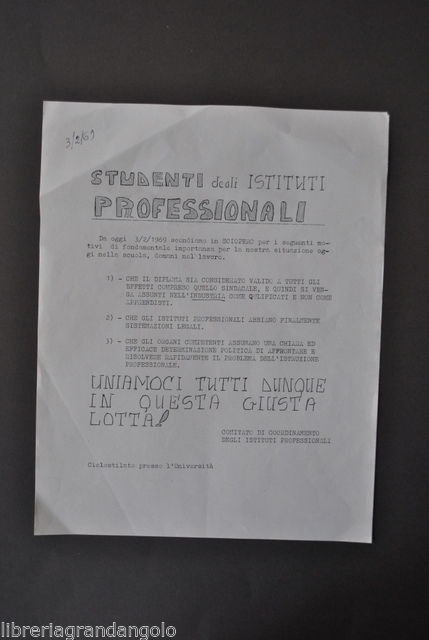 3/2/69
STUDENTI degli ISTITUTI
PROFESSIONALI
Da oggi 3/2/1969 scendiamo in SCIOPERO per i seguenti mo-
tivi di fondamentale importanza per la nostra situazione og-
gi nella scuola, domani nel lavoro.
1) - CHE IL DIPLOMA SIA CONSIDERATO VALIDO A TUTTI GLI
EFFETTI COMPRESO QUELLO SINDACALE, E QUINDI SI VEN-
GA ASSUNTI NELL'INDUSTRIA COME QULIFICATI E NON COME
APPRENDISTI.
2) - CHE GLI ISTITUTI PROFESSIONALI ABBIANO FINALMENTE
SISTEMAZIONI LEGALI.
3) - CHE GLI ORGANI COMPETENTI ASSUMANO UNA CHIARA ED
EFFICACE DETERMINAZIONE POLITICA DI AFFRONTARE E
RISOLVERE RAPIDAMENTE IL PROBLEMA DELL'ISTRUZIONE
PROFESSIONALE.
UNIAMOCI TUTTI DUNQUE
IN QUESTA GIUSTA
LOTTA!
COMITATO DI COORDINAMENTO
DEGLI ISTITUTI PROFESSIONALI
Ciclostilato presso l'Università
libreriagrandangolo